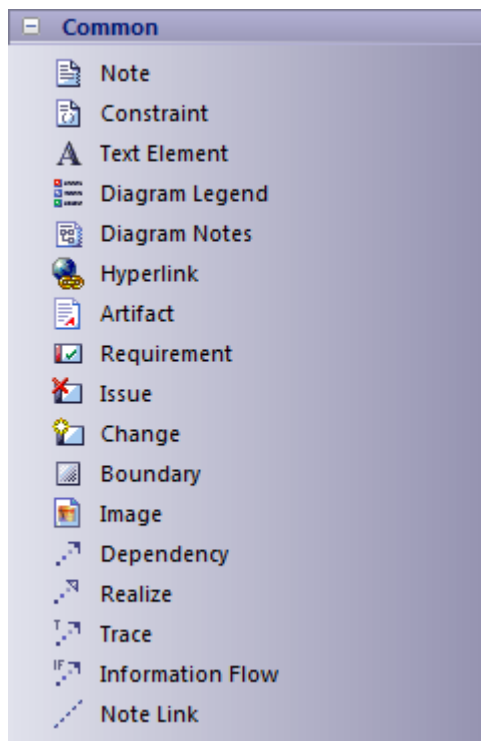 Common
Note
Constraint
Text Element
Diagram Legend
Diagram Notes
Hyperlink
Artifact
Requirement
Issue
Change
Boundary
Image
Dependency
Realize
T Trace
IF Information Flow
Note Link